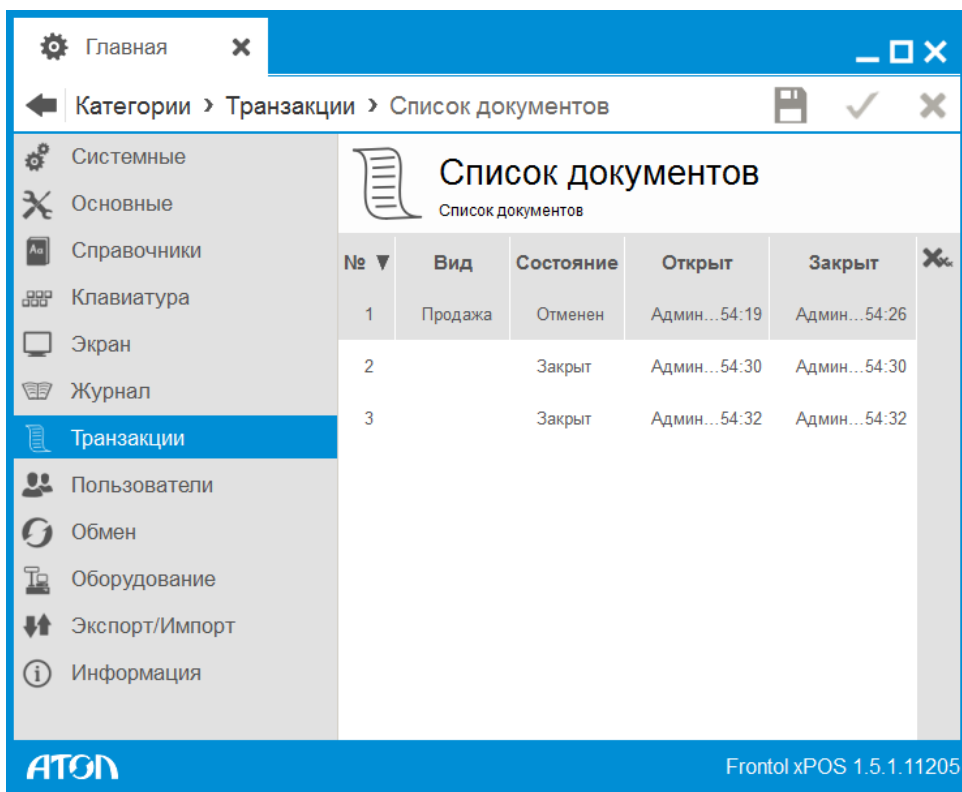 Главная
Категории › Транзакции › Список документов
Системные
Основные
Справочники
Клавиатура
Экран
Журнал
Транзакции
Пользователи
Обмен
Оборудование
Экспорт/Импорт
Информация
Список документов
Список документов
№ ▼ Вид Состояние Открыт Закрыт
1 Продажа Отменен Админ...54:19 Админ...54:26
2 Закрыт Админ...54:30 Админ...54:30
3 Закрыт Админ...54:32 Админ...54:32
АТОЛ Frontol xPOS 1.5.1.11205